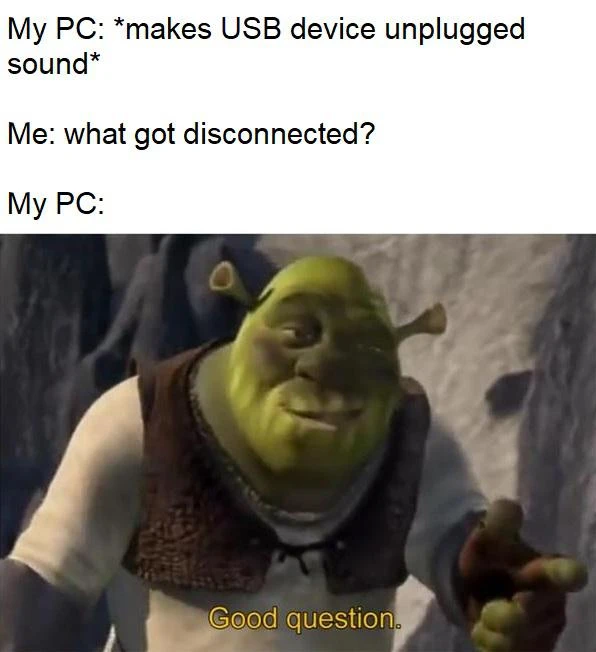 My PC: *makes USB device unplugged
sound*
Me: what got disconnected?
My PC:
Good question.